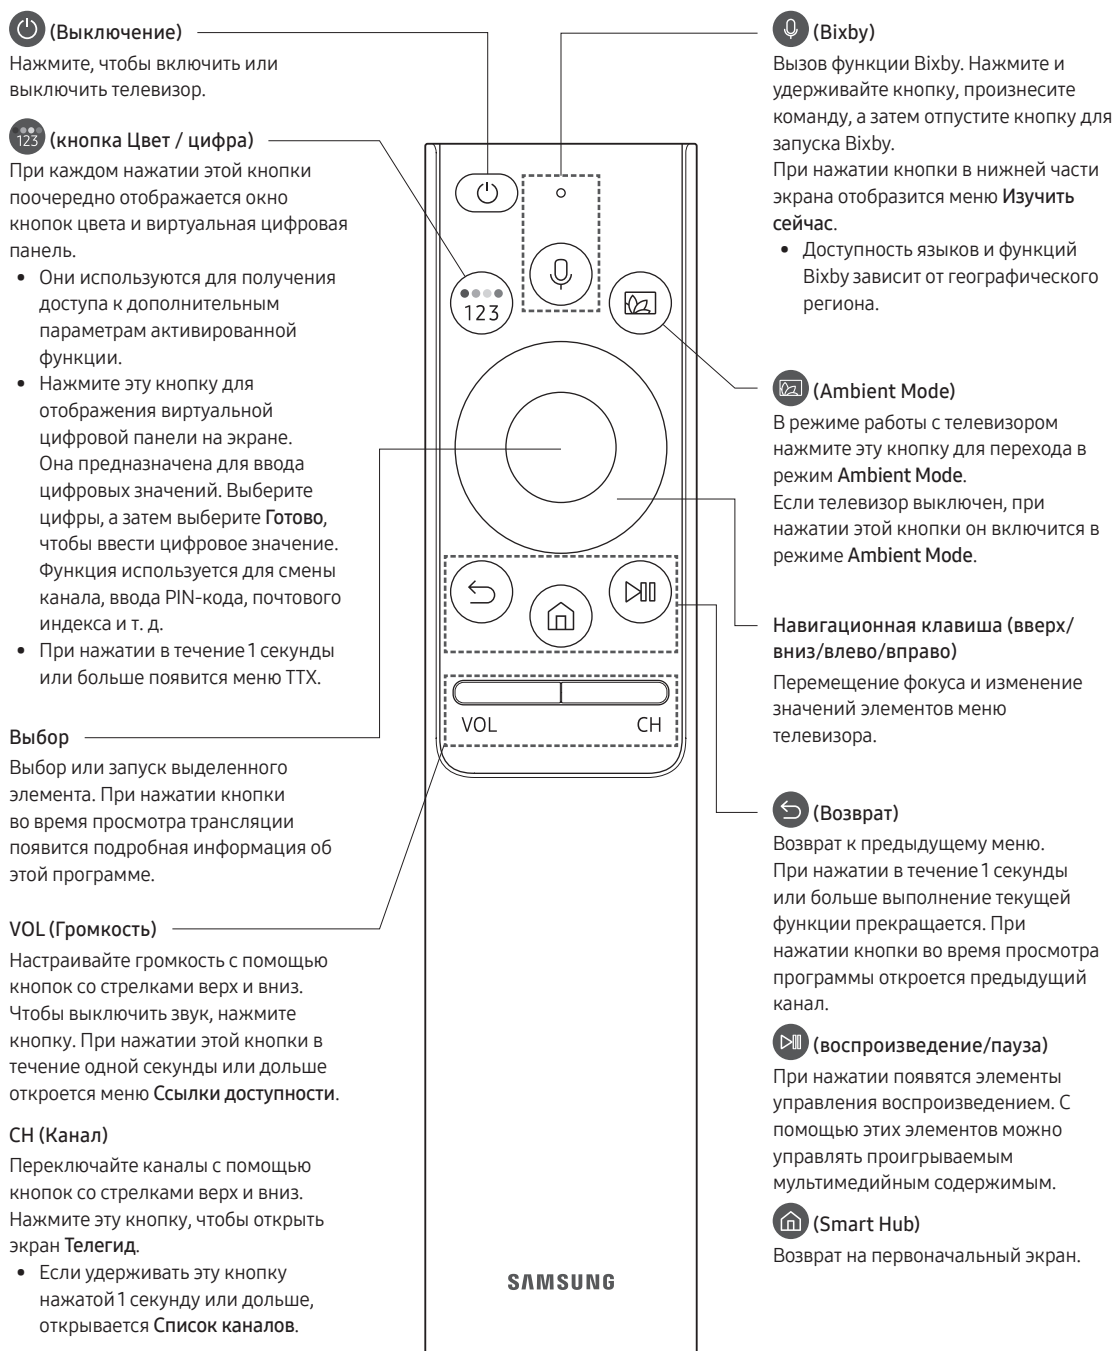 (Выключение)
Нажмите, чтобы включить или
выключить телевизор.
123 (кнопка Цвет / цифра)
При каждом нажатии этой кнопки
поочередно отображается окно
кнопок цвета и виртуальная цифровая
панель.
• Они используются для получения
доступа к дополнительным
параметрам активированной
функции.
• Нажмите эту кнопку для
отображения виртуальной
цифровой панели на экране.
Она предназначена для ввода
цифровых значений. Выберите
цифры, а затем выберите Готово,
чтобы ввести цифровое значение.
Функция используется для смены
канала, ввода PIN-кода, почтового
индекса и т. д.
• При нажатии в течение 1 секунды
или больше появится меню TTX.
Выбор
Выбор или запуск выделенного
элемента. При нажатии кнопки
во время просмотра трансляции
появится подробная информация об
этой программе.
VOL (Громкость)
Настраивайте громкость с помощью
кнопок со стрелками верх и вниз.
Чтобы выключить звук, нажмите
кнопку. При нажатии этой кнопки в
течение одной секунды или дольше
откроется меню Ссылки доступности.
CH (Канал)
Переключайте каналы с помощью
кнопок со стрелками верх и вниз.
Нажмите эту кнопку, чтобы открыть
экран Телегид.
• Если удерживать эту кнопку
нажатой 1 секунду или дольше,
открывается Список каналов.
123
VOL
CH
SAMSUNG
(Bixby)
Вызов функции Bixby. Нажмите и
удерживайте кнопку, произнесите
команду, а затем отпустите кнопку для
запуска Bixby.
При нажатии кнопки в нижней части
экрана отобразится меню Изучить
сейчас.
• Доступность языков и функций
Bixby зависит от географического
региона.
(Ambient Mode)
В режиме работы с телевизором
нажмите эту кнопку для перехода в
режим Ambient Mode.
Если телевизор выключен, при
нажатии этой кнопки он включится в
режиме Ambient Mode.
Навигационная клавиша (вверх/
вниз/влево/вправо)
Перемещение фокуса и изменение
значений элементов меню
телевизора.
(Возврат)
Возврат к предыдущему меню.
При нажатии в течение 1 секунды
или больше выполнение текущей
функции прекращается. При
нажатии кнопки во время просмотра
программы откроется предыдущий
канал.
(воспроизведение/пауза)
При нажатии появятся элементы
управления воспроизведением. С
помощью этих элементов можно
управлять проигрываемым
мультимедийным содержимым.
(Smart Hub)
Возврат на первоначальный экран.